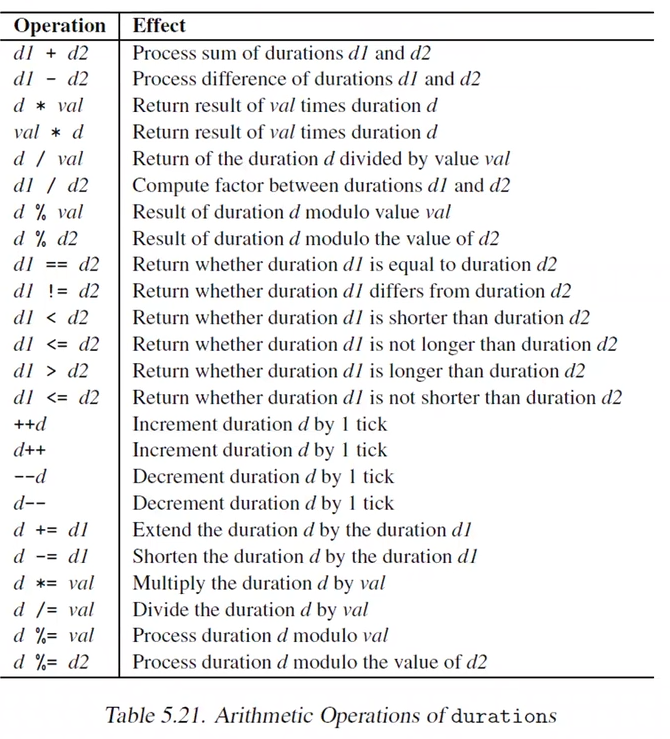 Operation Effect
d1 + d2 Process sum of durations d1 and d2
d1 - d2 Process difference of durations d1 and d2
d * val Return result of val times duration d
val * d Return result of val times duration d
d / val Return of the duration d divided by value val
d1 / d2 Compute factor between durations d1 and d2
d % val Result of duration d modulo value val
d % d2 Result of duration d modulo the value of d2
d1 == d2 Return whether duration d1 is equal to duration d2
d1 != d2 Return whether duration d1 differs from duration d2
d1 < d2 Return whether duration d1 is shorter than duration d2
d1 <= d2 Return whether duration d1 is not longer than duration d2
d1 > d2 Return whether duration d1 is longer than duration d2
d1 <= d2 Return whether duration d1 is not shorter than duration d2
++d Increment duration d by 1 tick
d++ Increment duration d by 1 tick
--d Decrement duration d by 1 tick
d-- Decrement duration d by 1 tick
d += d1 Extend the duration d by the duration d1
d -= d1 Shorten the duration d by the duration d1
d *= val Multiply the duration d by val
d /= val Divide the duration d by val
d %= val Process duration d modulo val
d %= d2 Process duration d modulo the value of d2
Table 5.21. Arithmetic Operations of durations